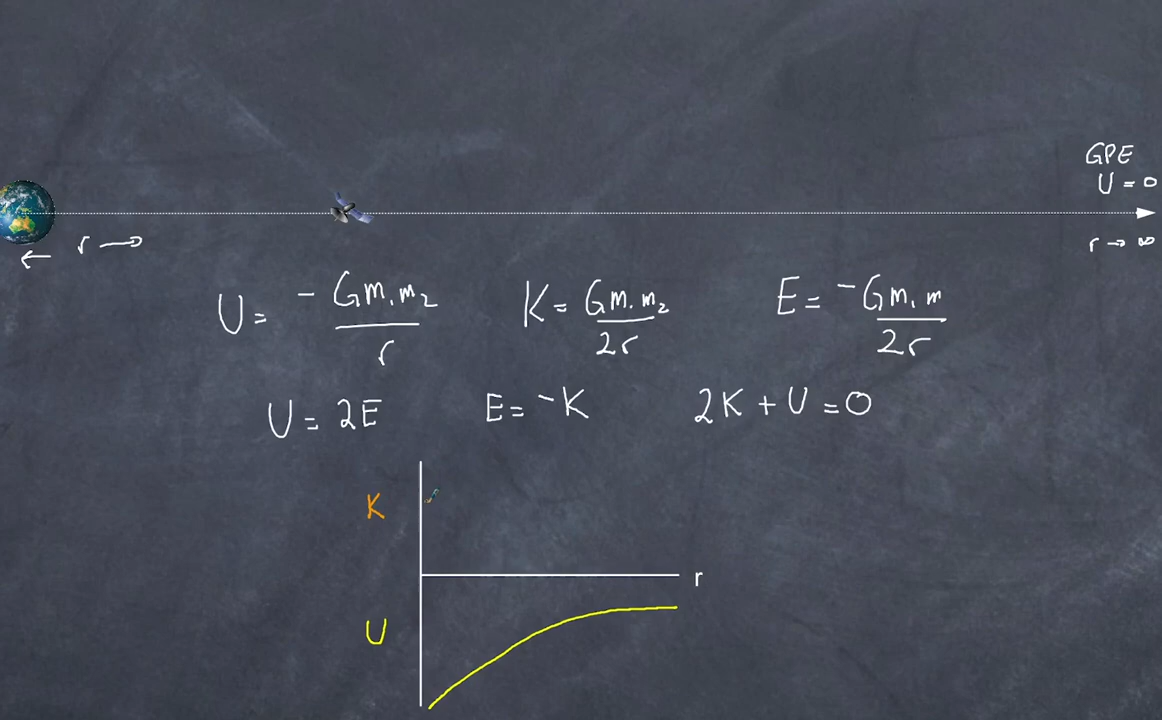 GPE
U = 0
← r → r → ∞
U = -Gm₁m₂/r K = Gm₁m₂/2r E = -Gm₁m/2r
U = 2E E = -K 2K + U = 0
K
r
U